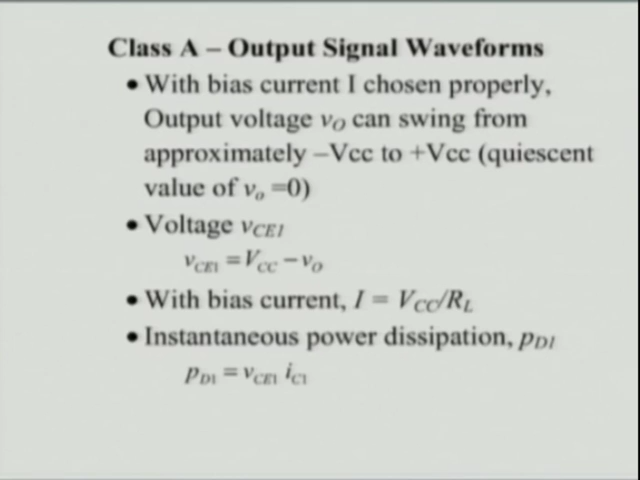 Class A – Output Signal Waveforms
• With bias current I chosen properly,
Output voltage vO can swing from
approximately –Vcc to +Vcc (quiescent
value of vo =0)
• Voltage vCE1
vCE1 = VCC – vO
• With bias current, I = VCC/RL
• Instantaneous power dissipation, pD1
pD1 = vCE1 iC1